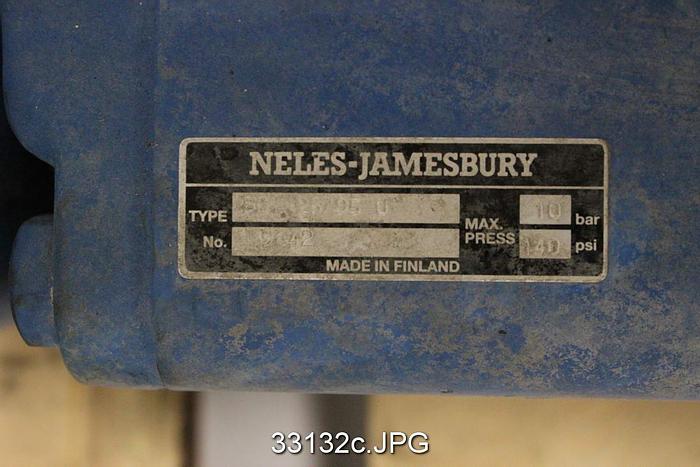 NELES-JAMESBURY
TYPE
MAX. PRESS 10 bar
No. 140 psi
MADE IN FINLAND
33132c.JPG